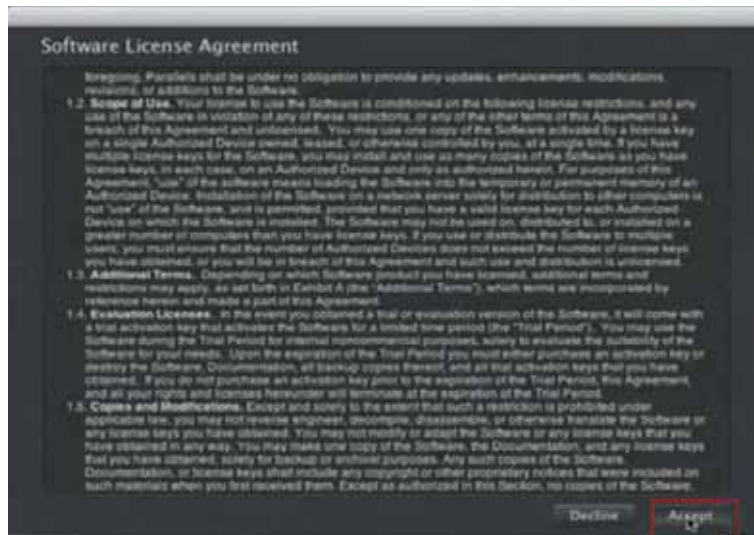 Software License Agreement
foregoing, Parallels shall be under no obligation to provide any updates, enhancements, modifications,
revisions, or additions to the Software.
1.2. Scope of Use. Your license to use the Software is conditioned on the following license restrictions, and any
use of the Software in violation of any of these restrictions, or any of the other terms of this Agreement is a
breach of this Agreement and unlicensed. You may use one copy of the Software activated by a license key
on a single Authorized Device owned, leased, or otherwise controlled by you, at a single time. If you have
multiple license keys for the Software, you may install and use as many copies of the Software as you have
license keys, in each case, on an Authorized Device and only as authorized herein. For purposes of this
Agreement, "use" of the software means loading the Software into the temporary or permanent memory of an
Authorized Device. Installation of the Software on a network server solely for distribution to other computers is
not "use" of the Software, and is permitted, provided that you have a valid license key for each Authorized
Device on which the Software is installed. The Software may not be used on, distributed to, or installed on a
greater number of computers than you have license keys. If you use or distribute the Software to multiple
users, you must ensure that the number of Authorized Devices does not exceed the number of license keys
you have obtained, or you will be in breach of this Agreement and such use and distribution is unlicensed.
1.3. Additional Terms. Depending on which Software product you have licensed, additional terms and
restrictions may apply, as set forth in Exhibit A (the "Additional Terms"), which terms are incorporated by
reference herein and made a part of this Agreement.
1.4. Evaluation Licenses. In the event you obtained a trial or evaluation version of the Software, it will come with
a trial activation key that activates the Software for a limited time period (the "Trial Period"). You may use the
Software during the Trial Period for internal noncommercial purposes, solely to evaluate the suitability of the
Software for your needs. Upon the expiration of the Trial Period you must either purchase an activation key or
destroy the Software, Documentation, all backup copies thereof, and all trial activation keys that you have
obtained. If you do not purchase an activation key prior to the expiration of the Trial Period, this Agreement,
and all your rights and licenses hereunder will terminate at the expiration of the Trial Period.
1.5. Copies and Modifications. Except and solely to the extent that such a restriction is prohibited under
applicable law, you may not reverse engineer, decompile, disassemble, or otherwise translate the Software or
any license keys you have obtained. You may not modify or adapt the Software or any license keys that you
have obtained in any way. You may make one copy of the Software, this Documentation, and any license keys
that you have obtained, solely for backup or archival purposes. Any such copies of the Software,
Documentation, or license keys shall include any copyright or other proprietary notices that were included on
such materials when you first received them. Except as authorized in this Section, no copies of the Software,
Decline
Accept